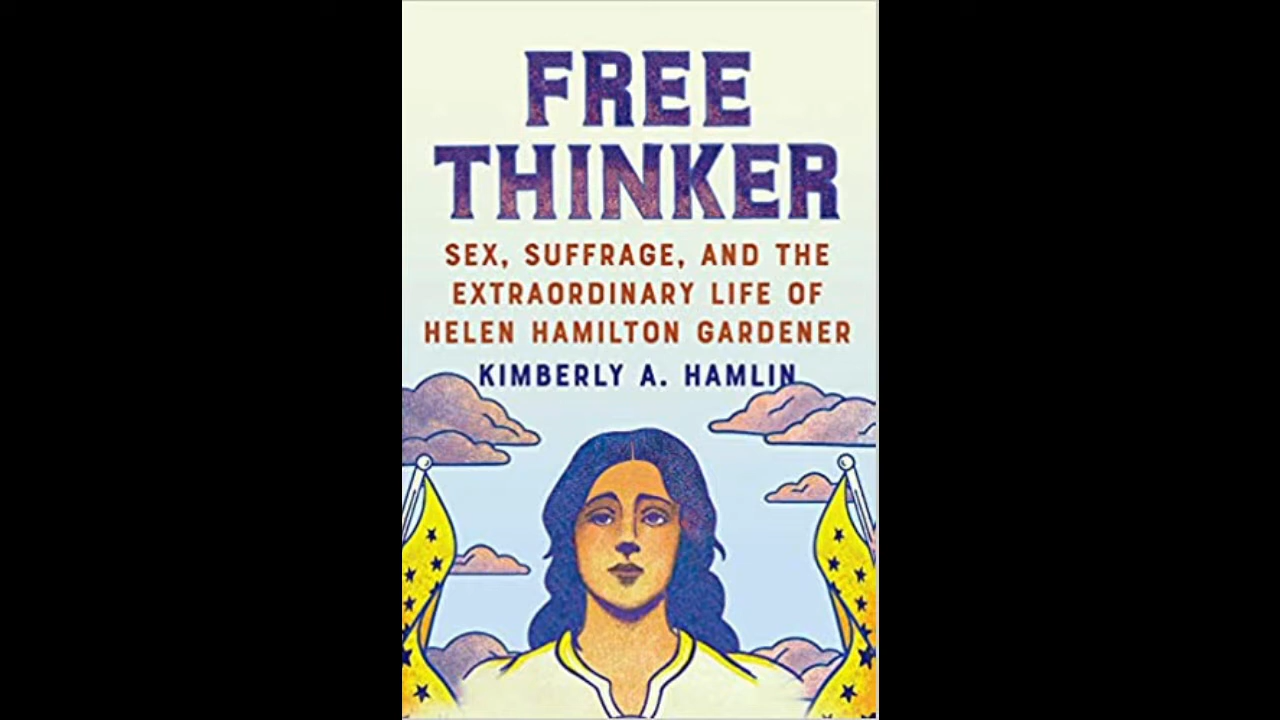 FREE
THINKER
SEX, SUFFRAGE, AND THE
EXTRAORDINARY LIFE OF
HELEN HAMILTON GARDENER
KIMBERLY A. HAMLIN